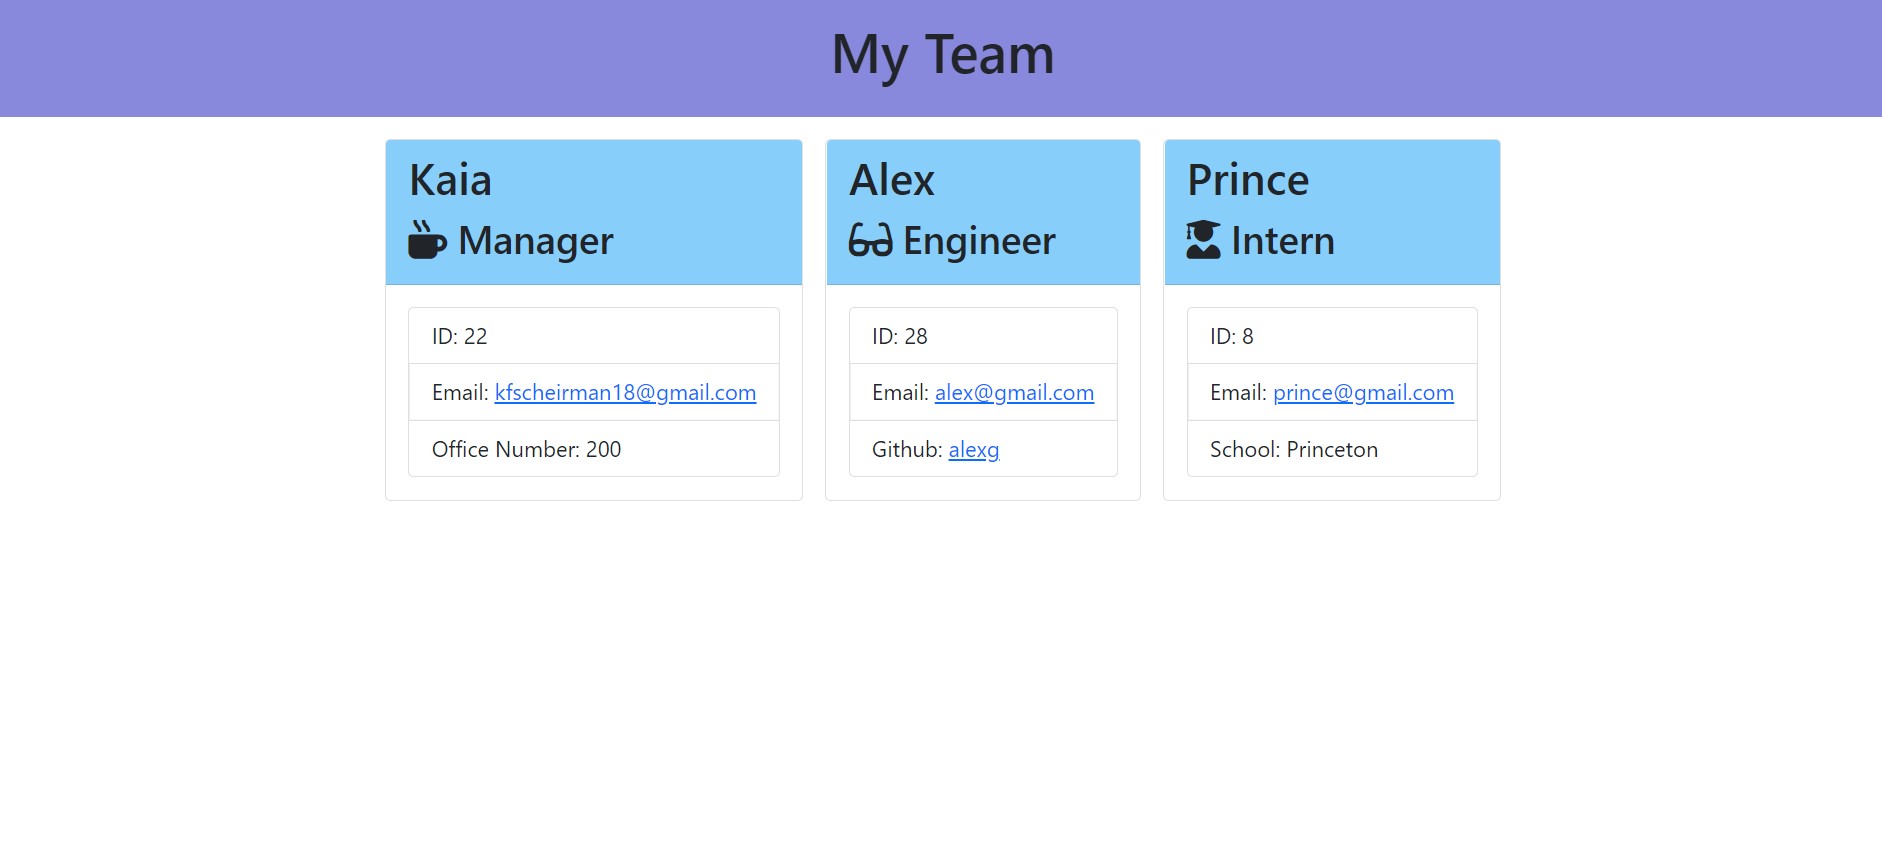 My Team
Kaia
Manager
ID: 22
Email: kfscheirman18@gmail.com
Office Number: 200
Alex
Engineer
ID: 28
Email: alex@gmail.com
Github: alexg
Prince
Intern
ID: 8
Email: prince@gmail.com
School: Princeton